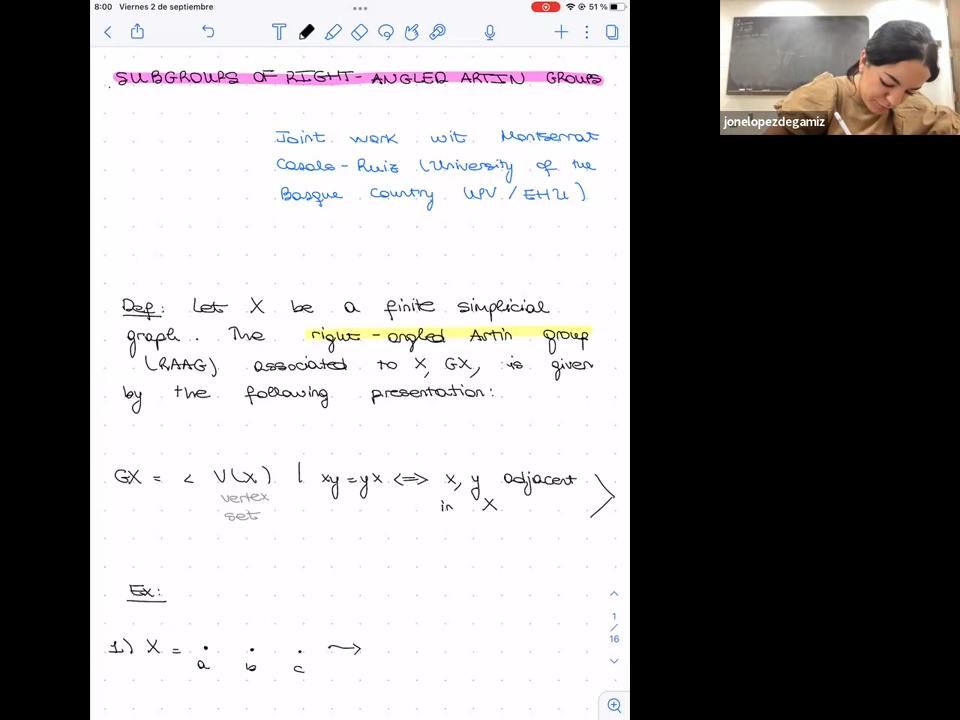 8:00 Viernes 2 de septiembre
51 %
SUBGROUPS OF RIGHT-ANGLED ARTIN GROUPS
Joint work wit Montserrat
Casals-Ruiz (University of the
Basque Country UPV/EHU)
Def: Let X be a finite simplicial
graph. The right-angled Artin group
(RAAG) associated to X, GX, is given
by the following presentation:
GX = < V(X) | xy=yx <=> x, y adjacent
in X >
vertex
set
Ex:
1) X = . . . ⟶
a b c
1
/
16
jonelopezdegamiz